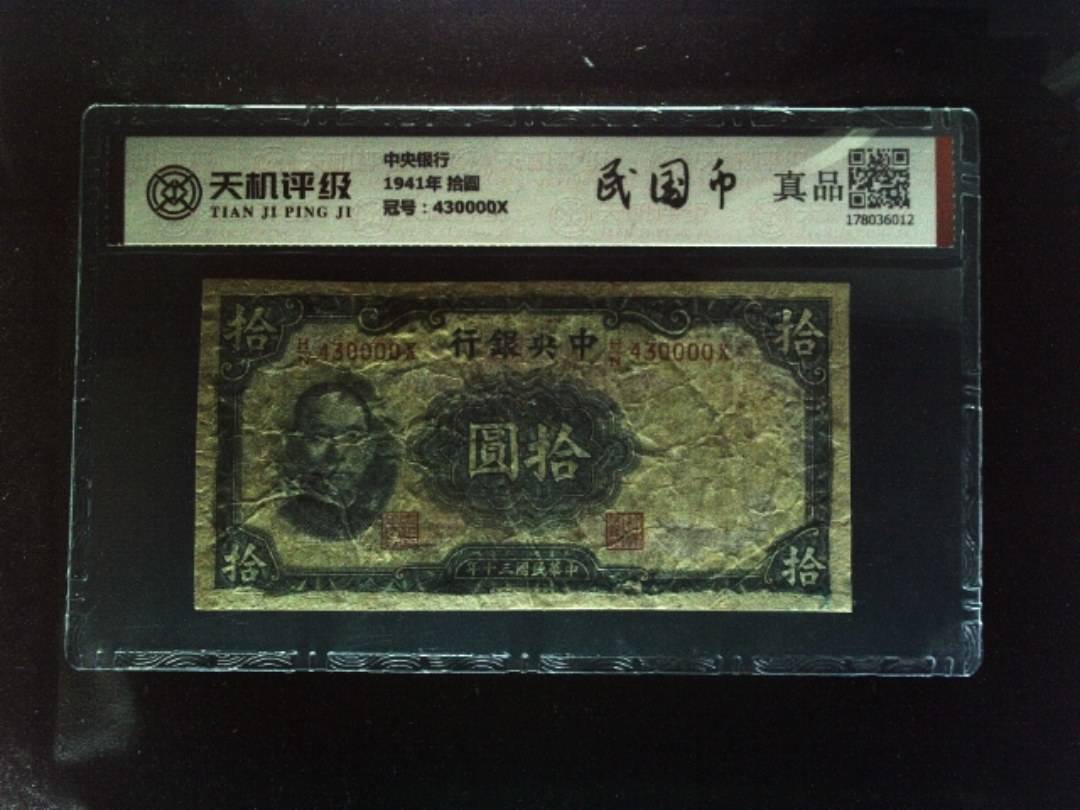 天机评级
TIAN JI PING JI
中央银行
1941年 拾圆
冠号：430000X
民国币
真品
178036012
拾
拾
行銀央中
H/N 430000X
H/N 430000X
圓拾
拾
拾
年十三國民華中